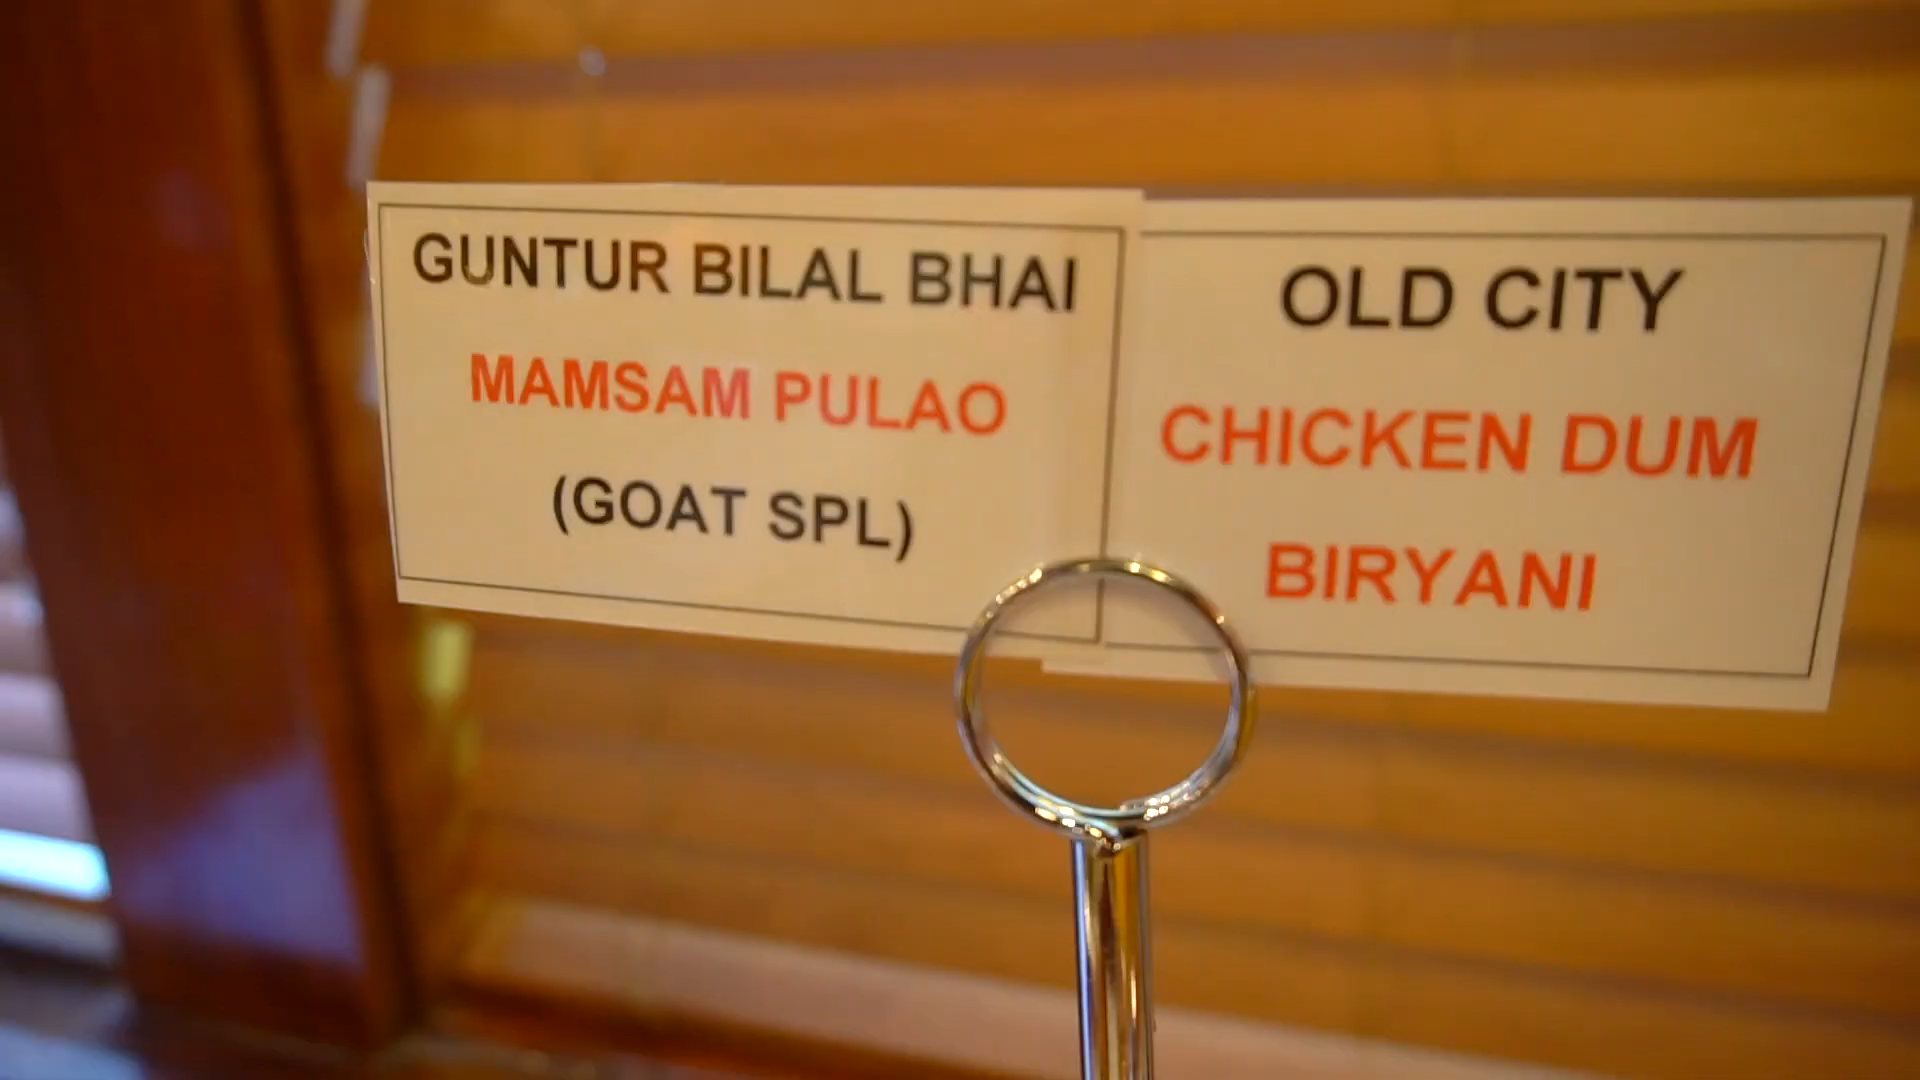 GUNTUR BILAL BHAI
MAMSAM PULAO
(GOAT SPL)
OLD CITY
CHICKEN DUM
BIRYANI